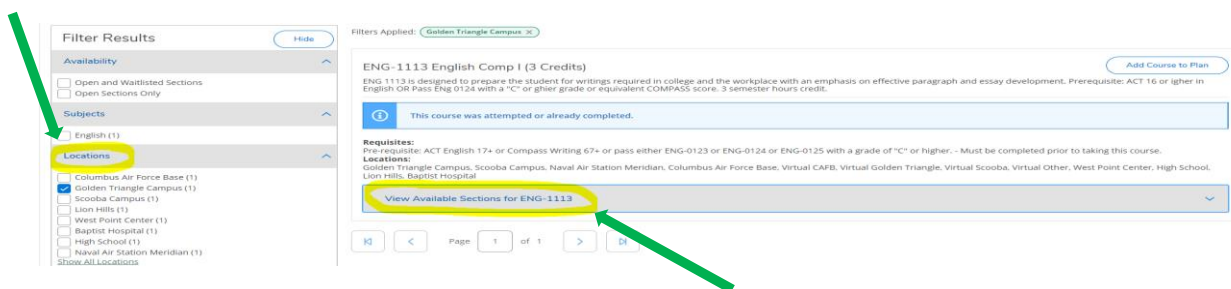 Filter Results
Hide
Availability
Open and Waitlisted Sections
Open Sections Only
Subjects
English (1)
Locations
Columbus Air Force Base (1)
Golden Triangle Campus (1)
Scooba Campus (1)
Lion Hills (1)
West Point Center (1)
Baptist Hospital (1)
High School (1)
Naval Air Station Meridian (1)
Show All Locations
Filters Applied: Golden Triangle Campus ×
ENG-1113 English Comp I (3 Credits)
Add Course to Plan
ENG 1113 is designed to prepare the student for writings required in college and the workplace with an emphasis on effective paragraph and essay development. Prerequisite: ACT 16 or igher in
English OR Pass ENg 0124 with a "C" or ghier grade or equivalent COMPASS score. 3 semester hours credit.
This course was attempted or already completed.
Requisites:
Pre-requisite: ACT English 17+ or Compass Writing 67+ or pass either ENG-0123 or ENG-0124 or ENG-0125 with a grade of "C" or higher. - Must be completed prior to taking this course.
Locations:
Golden Triangle Campus, Scooba Campus, Naval Air Station Meridian, Columbus Air Force Base, Virtual CAFB, Virtual Golden Triangle, Virtual Scooba, Virtual Other, West Point Center, High School,
Lion Hills, Baptist Hospital
View Available Sections for ENG-1113
Page 1 of 1